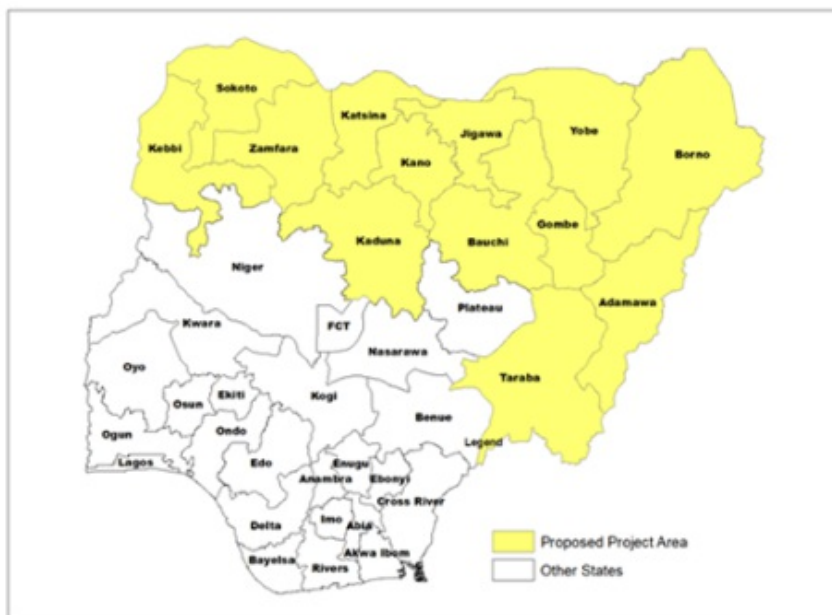 Sokoto
Katsina
Jigawa
Yobe
Borno
Kebbi
Zamfara
Kano
Gombe
Kaduna
Bauchi
Niger
Adamawa
Plateau
Kwara
FCT
Nasarawa
Taraba
Oyo
Ekiti
Kogi
Osun
Benue
Ogun
Ondo
Legend
Lagos
Edo
Enugu
Anambra
Ebonyi
Cross River
Delta
Imo
Abia
Bayelsa
Rivers
Akwa Ibom
Proposed Project Area
Other States